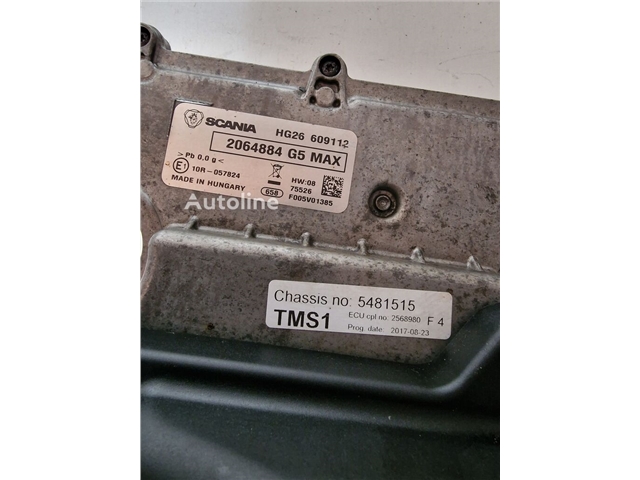 SCANIA HG26 609112
2064884 G5 MAX
> Pb 0.0 g <
E1 10R-057824
MADE IN HUNGARY
HW:08
75526
658 F005V01385
Autoline
Chassis no: 5481515
TMS1 ECU cpl no: 2568980 F 4
Prog. date: 2017-08-23